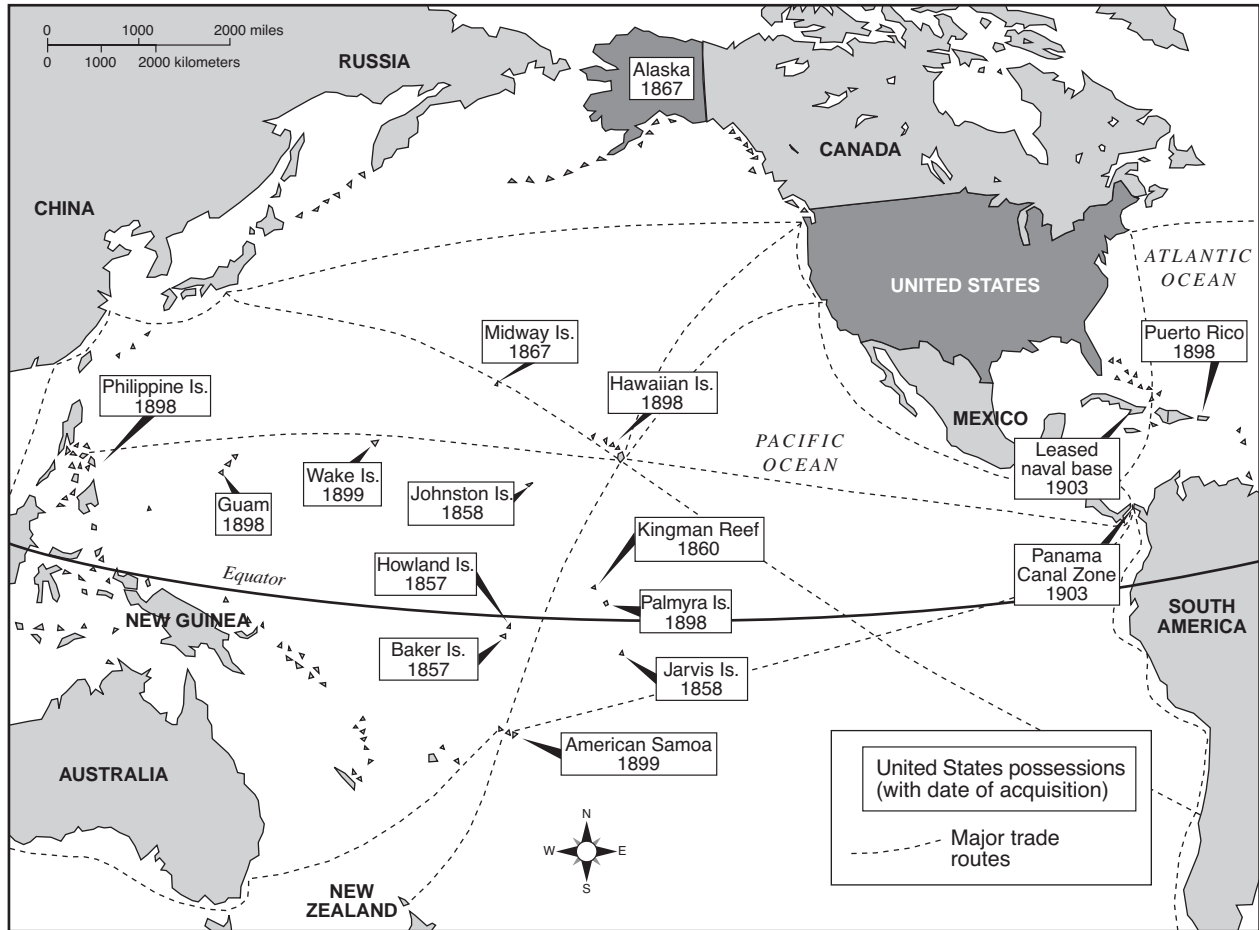 0 1000 2000 miles
0 1000 2000 kilometers
RUSSIA
Alaska
1867
CANADA
CHINA
ATLANTIC
OCEAN
UNITED STATES
Midway Is.
1867
Puerto Rico
1898
Philippine Is.
1898
Hawaiian Is.
1898
MEXICO
PACIFIC
OCEAN
Leased
naval base
1903
Wake Is.
1899
Johnston Is.
1858
Guam
1898
Kingman Reef
1860
Panama
Canal Zone
1903
Howland Is.
1857
Equator
Palmyra Is.
1898
NEW GUINEA
SOUTH
AMERICA
Baker Is.
1857
Jarvis Is.
1858
American Samoa
1899
AUSTRALIA
United States possessions
(with date of acquisition)
Major trade
routes
N
W E
S
NEW
ZEALAND